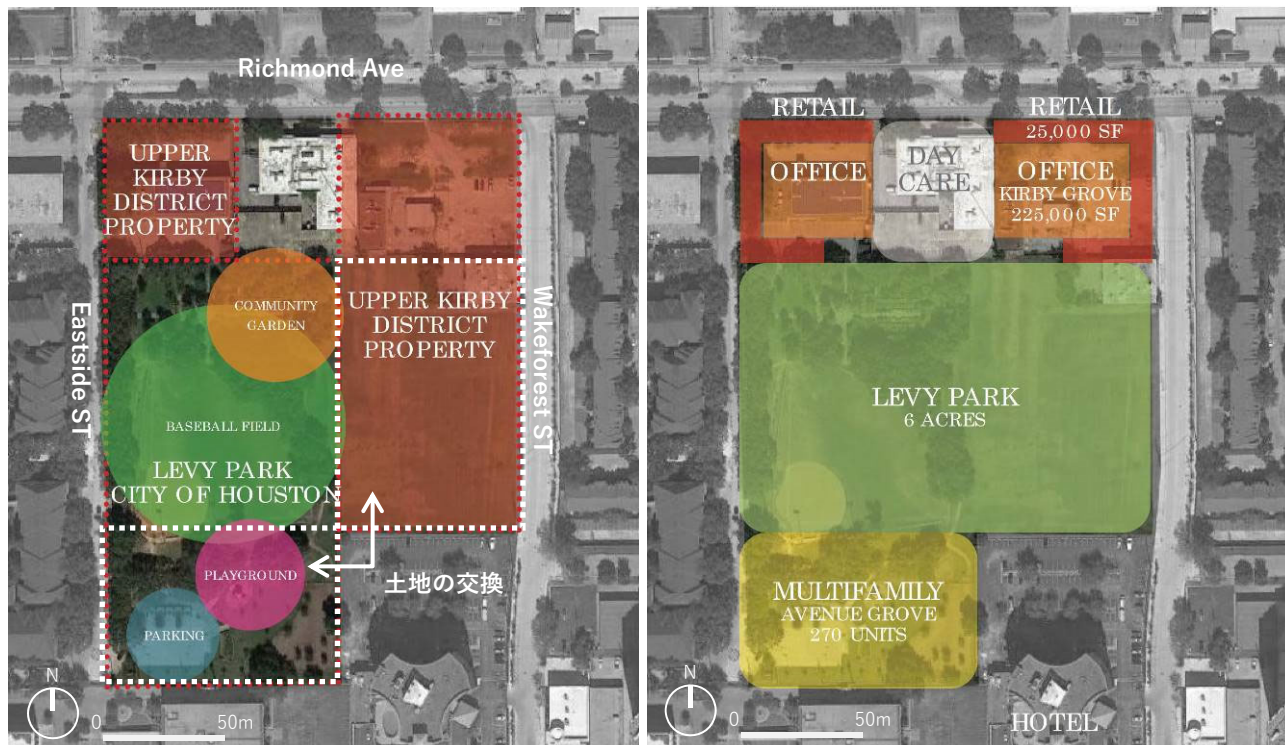 Richmond Ave
UPPER
KIRBY
DISTRICT
PROPERTY
COMMUNITY
GARDEN
UPPER KIRBY
DISTRICT
PROPERTY
Eastside ST
Wakeforest ST
BASEBALL FIELD
LEVY PARK
CITY OF HOUSTON
PLAYGROUND
土地の交換
PARKING
N
0 50m
RETAIL
RETAIL
25,000 SF
OFFICE
DAY
CARE
OFFICE
KIRBY GROVE
225,000 SF
LEVY PARK
6 ACRES
MULTIFAMILY
AVENUE GROVE
270 UNITS
N
0 50m
HOTEL